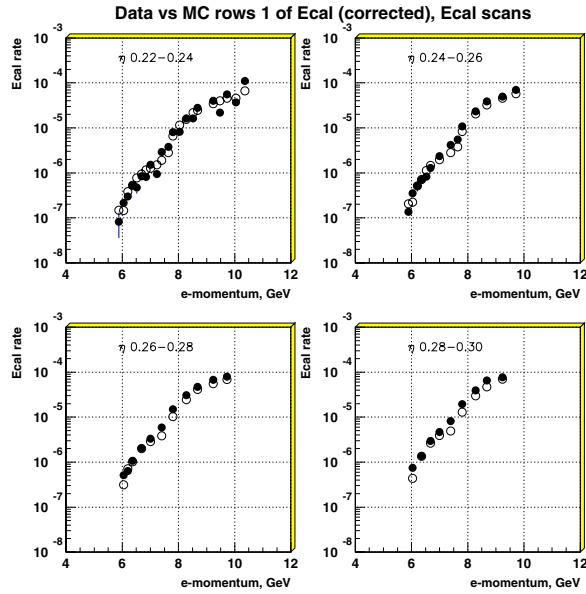 Data vs MC rows 1 of Ecal (corrected), Ecal scans
Ecal rate
η 0.22−0.24
10 -3
10 -4
10 -5
10 -6
10 -7
10 -8
4 6 8 10 12
e-momentum, GeV
Ecal rate
η 0.24−0.26
10 -3
10 -4
10 -5
10 -6
10 -7
10 -8
4 6 8 10 12
e-momentum, GeV
Ecal rate
η 0.26−0.28
10 -3
10 -4
10 -5
10 -6
10 -7
10 -8
4 6 8 10 12
e-momentum, GeV
Ecal rate
η 0.28−0.30
10 -3
10 -4
10 -5
10 -6
10 -7
10 -8
4 6 8 10 12
e-momentum, GeV